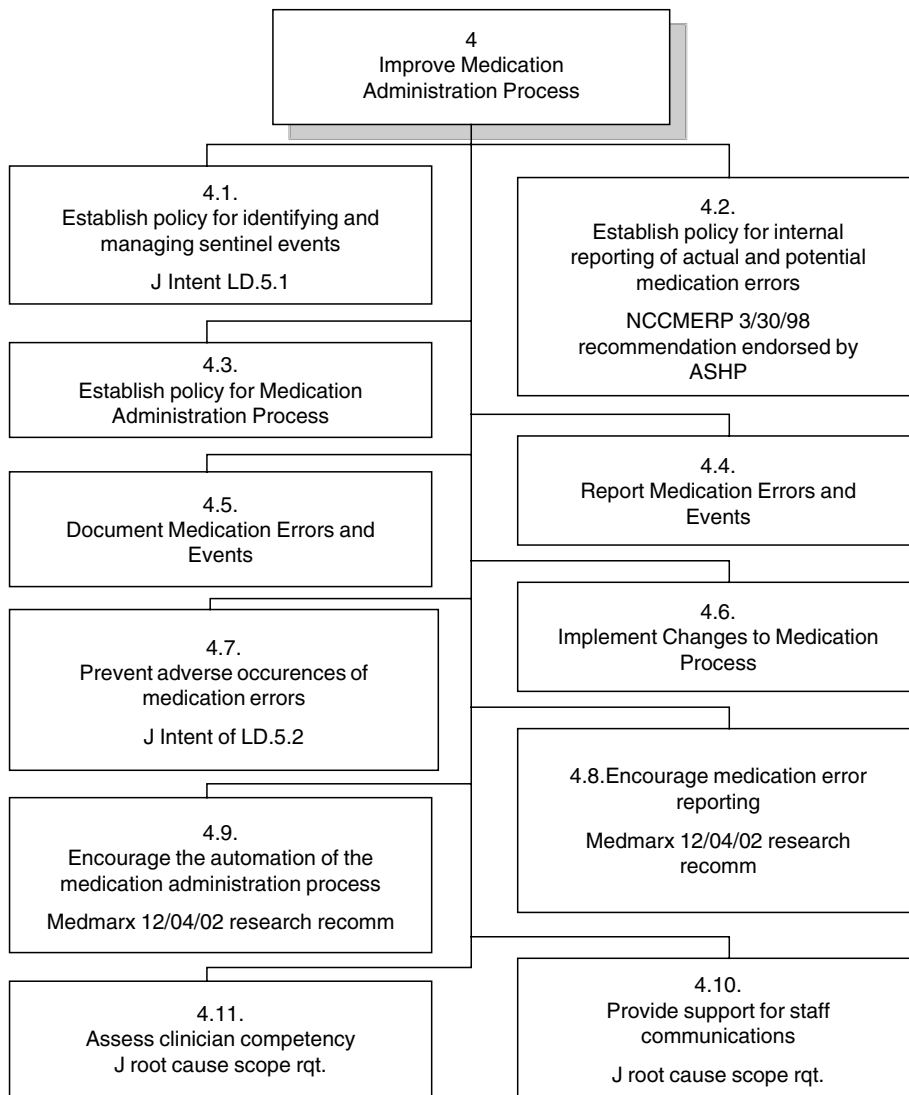 4
Improve Medication
Administration Process
4.1.
Establish policy for identifying and
managing sentinel events
J Intent LD.5.1
4.2.
Establish policy for internal
reporting of actual and potential
medication errors
NCCMERP 3/30/98
recommendation endorsed by
ASHP
4.3.
Establish policy for Medication
Administration Process
4.4.
Report Medication Errors and
Events
4.5.
Document Medication Errors and
Events
4.6.
Implement Changes to Medication
Process
4.7.
Prevent adverse occurences of
medication errors
J Intent of LD.5.2
4.8.Encourage medication error
reporting
Medmarx 12/04/02 research
recomm
4.9.
Encourage the automation of the
medication administration process
Medmarx 12/04/02 research recomm
4.10.
Provide support for staff
communications
J root cause scope rqt.
4.11.
Assess clinician competency
J root cause scope rqt.